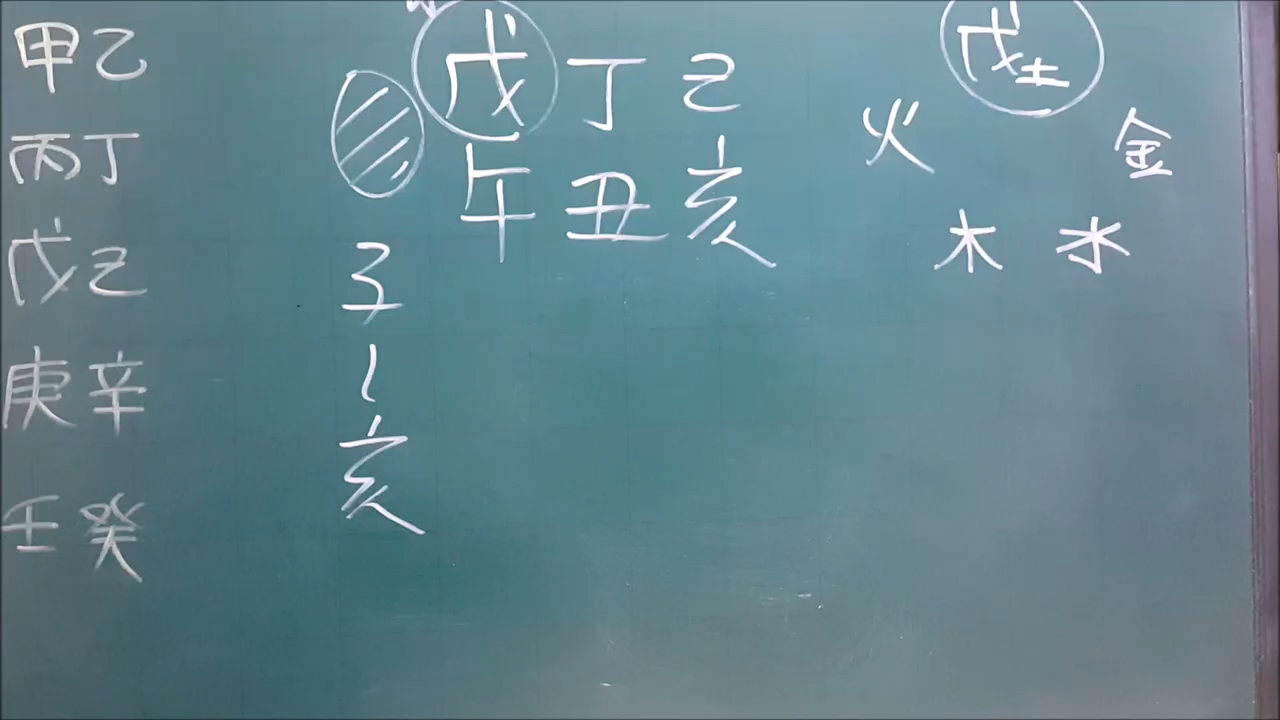 甲乙
丙丁
戊己
庚辛
壬癸
戊丁己
午丑亥
子
~
亥
戊土
火 金
木 水